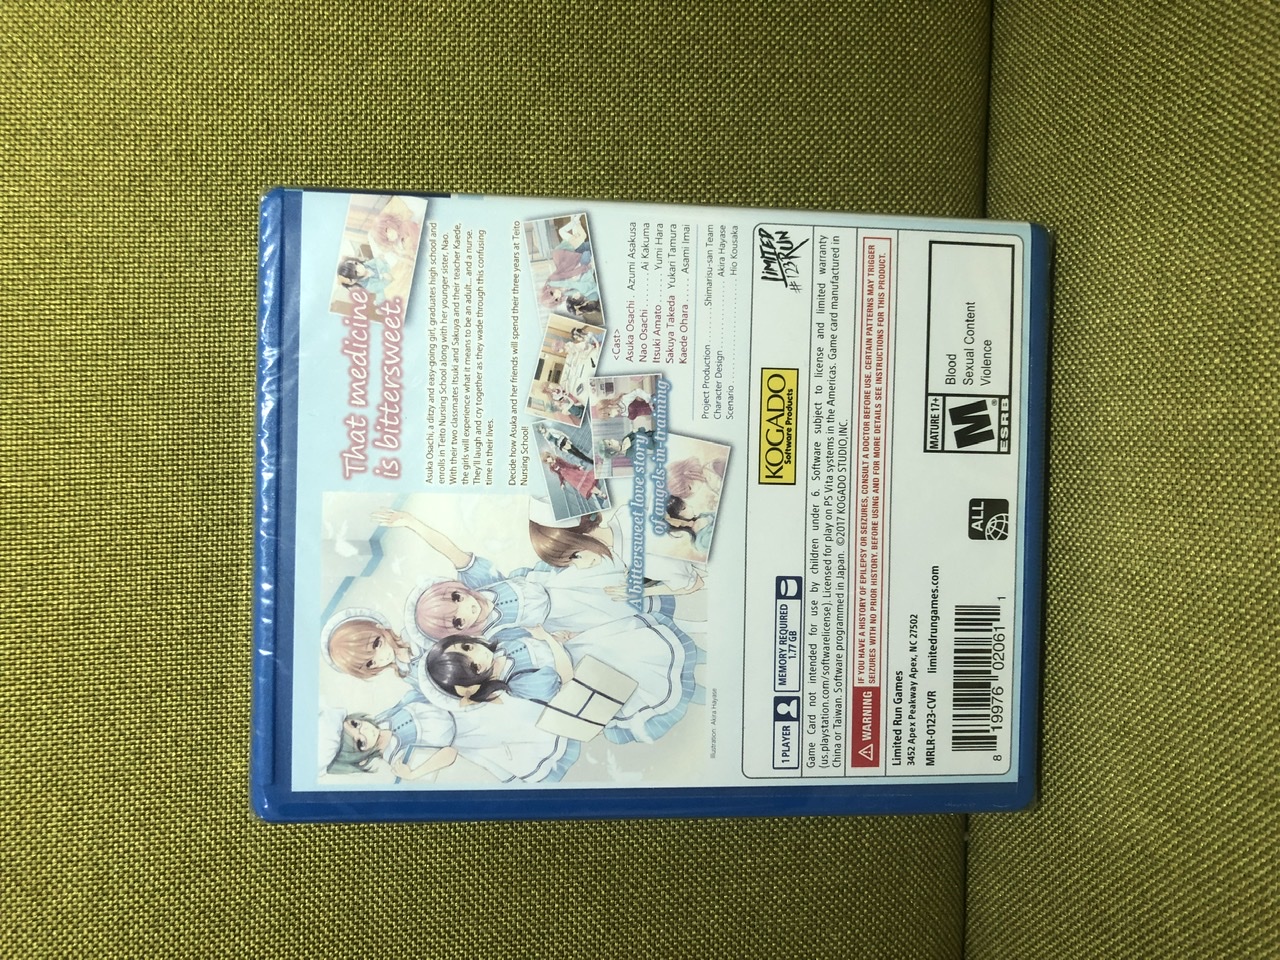 That medicine
is bittersweet.
Asuka Osachi, a ditzy and easy-going girl, graduates high school and
enrolls in Teito Nursing School along with her younger sister, Nao.
With their two classmates Itsuki and Sakuya and their teacher Kaede,
the girls will experience what it means to be an adult... and a nurse.
They'll laugh and cry together as they wade through this confusing
time in their lives.
Decide how Asuka and her friends will spend their three years at Teito
Nursing School!
A bittersweet love story
of angels-in-training
<Cast>
Asuka Osachi . Azumi Asakusa
Nao Osachi ...... Ai Kakuma
Itsuki Amato ...... Yumi Hara
Sakuya Takeda Yukari Tamura
Kaede Ohara ...... Asami Imai
Project Production ........ Shimarisu-san Team
Character Design ................ Akira Hayase
Scenario ........................ Hio Kousaka
Illustration: Akira Hayase
1 PLAYER
MEMORY REQUIRED
1.77 GB
KOGADO
Software Products
LIMITED
RUN
#123
Game Card not intended for use by children under 6. Software subject to license and limited warranty
(us.playstation.com/softwarelicense). Licensed for play on PS Vita systems in the Americas. Game card manufactured in
China or Taiwan. Software programmed in Japan. ©2017 KOGADO STUDIO,INC.
WARNING
IF YOU HAVE A HISTORY OF EPILEPSY OR SEIZURES, CONSULT A DOCTOR BEFORE USE. CERTAIN PATTERNS MAY TRIGGER
SEIZURES WITH NO PRIOR HISTORY. BEFORE USING AND FOR MORE DETAILS SEE INSTRUCTIONS FOR THIS PRODUCT.
Limited Run Games
3452 Apex Peakway Apex, NC 27502
MRLR-0123-CVR limitedrungames.com
8 19976 02061 1
ALL
MATURE 17+
M
®
ESRB
Blood
Sexual Content
Violence